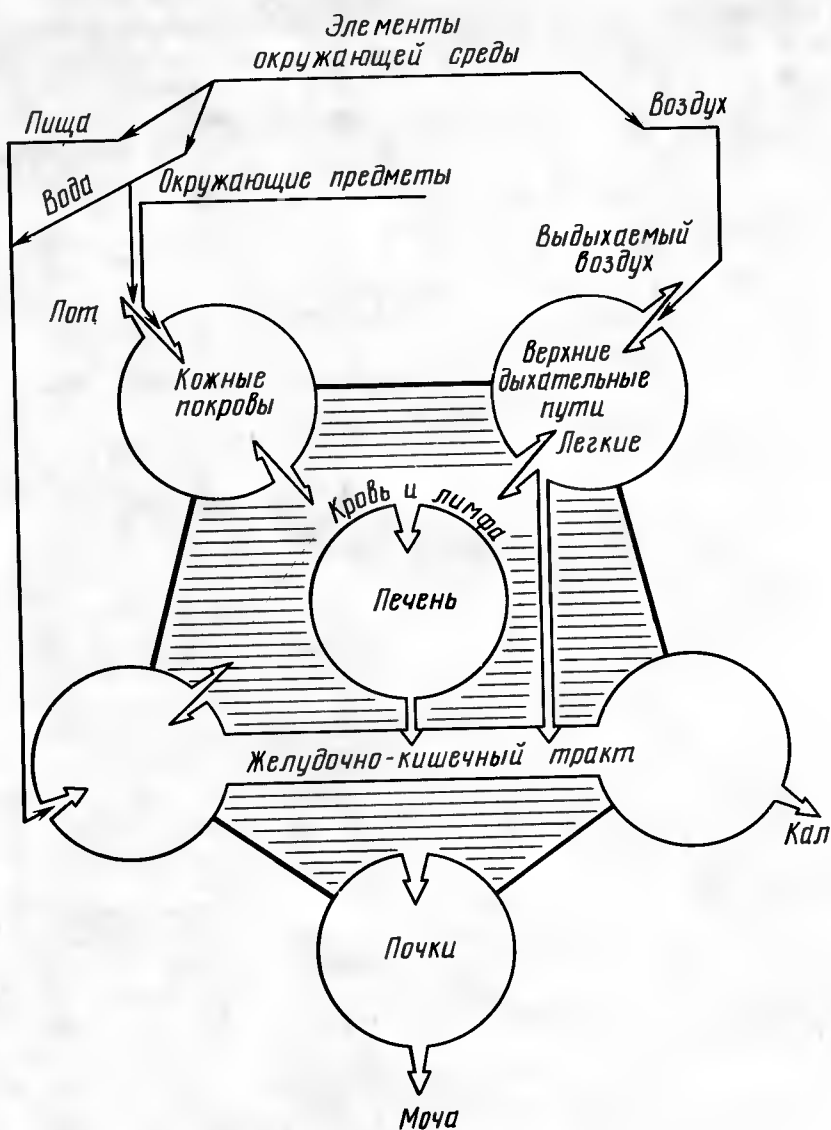 Элементы
окружающей среды
Воздух
Пища
Вода
Окружающие предметы
Выдыхаемый
воздух
Пот
Кожные
покровы
Верхние
дыхательные
пути
Легкие
Кровь и лимфа
Печень
Желудочно-кишечный тракт
Кал
Почки
Моча